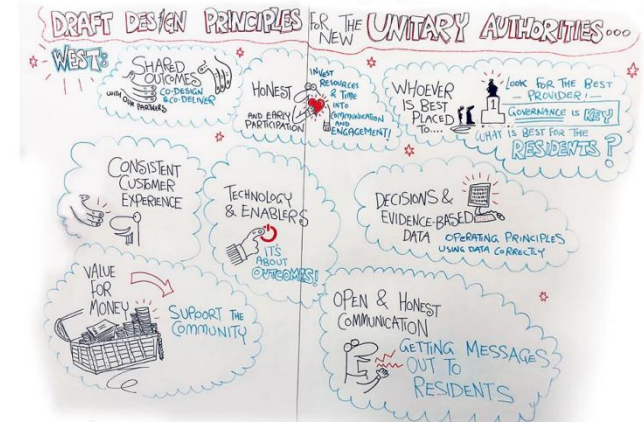 DRAFT DESIGN PRINCIPLES FOR THE NEW UNITARY AUTHORITIES...
WEST:
SHARED
OUTCOMES
CO-DESIGN
& CO-DELIVER
WITH OUR PARTNERS
HONEST
AND EARLY
PARTICIPATION
INVEST
RESOURCES
& TIME
INTO
COMMUNICATION
AND
ENGAGEMENT!
WHOEVER
IS BEST
PLACED
TO....
LOOK FOR THE BEST
PROVIDER!
GOVERNANCE IS KEY
WHAT IS BEST FOR THE
RESIDENTS?
CONSISTENT
CUSTOMER
EXPERIENCE
TECHNOLOGY
& ENABLERS
IT'S
ABOUT
OUTCOMES!
DECISIONS &
EVIDENCE-BASED
DATA
OPERATING PRINCIPLES
USING DATA CORRECTLY
VALUE
FOR
MONEY
SUPPORT THE
COMMUNITY
OPEN & HONEST
COMMUNICATION
GETTING MESSAGES
OUT TO
RESIDENTS